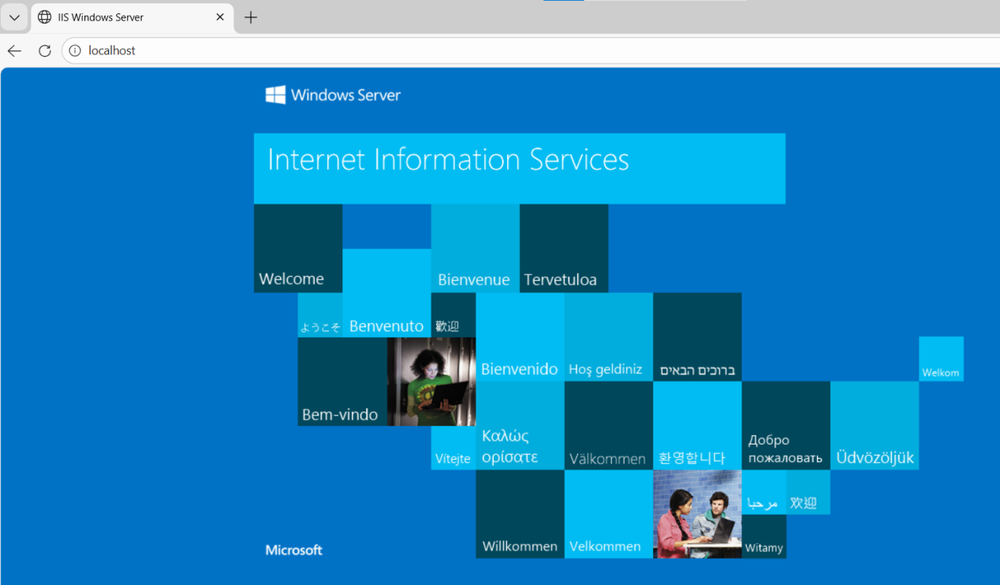 IIS Windows Server
localhost
Windows Server
Internet Information Services
Welcome
Bienvenue
Tervetuloa
ようこそ
Benvenuto
歡迎
Bienvenido
Hoş geldiniz
ברוכים הבאים
Welkom
Bem-vindo
Vítejte
Καλώς
ορίσατε
Välkommen
환영합니다
Добро
пожаловать
Üdvözöljük
مرحبا
欢迎
Willkommen
Velkommen
Witamy
Microsoft